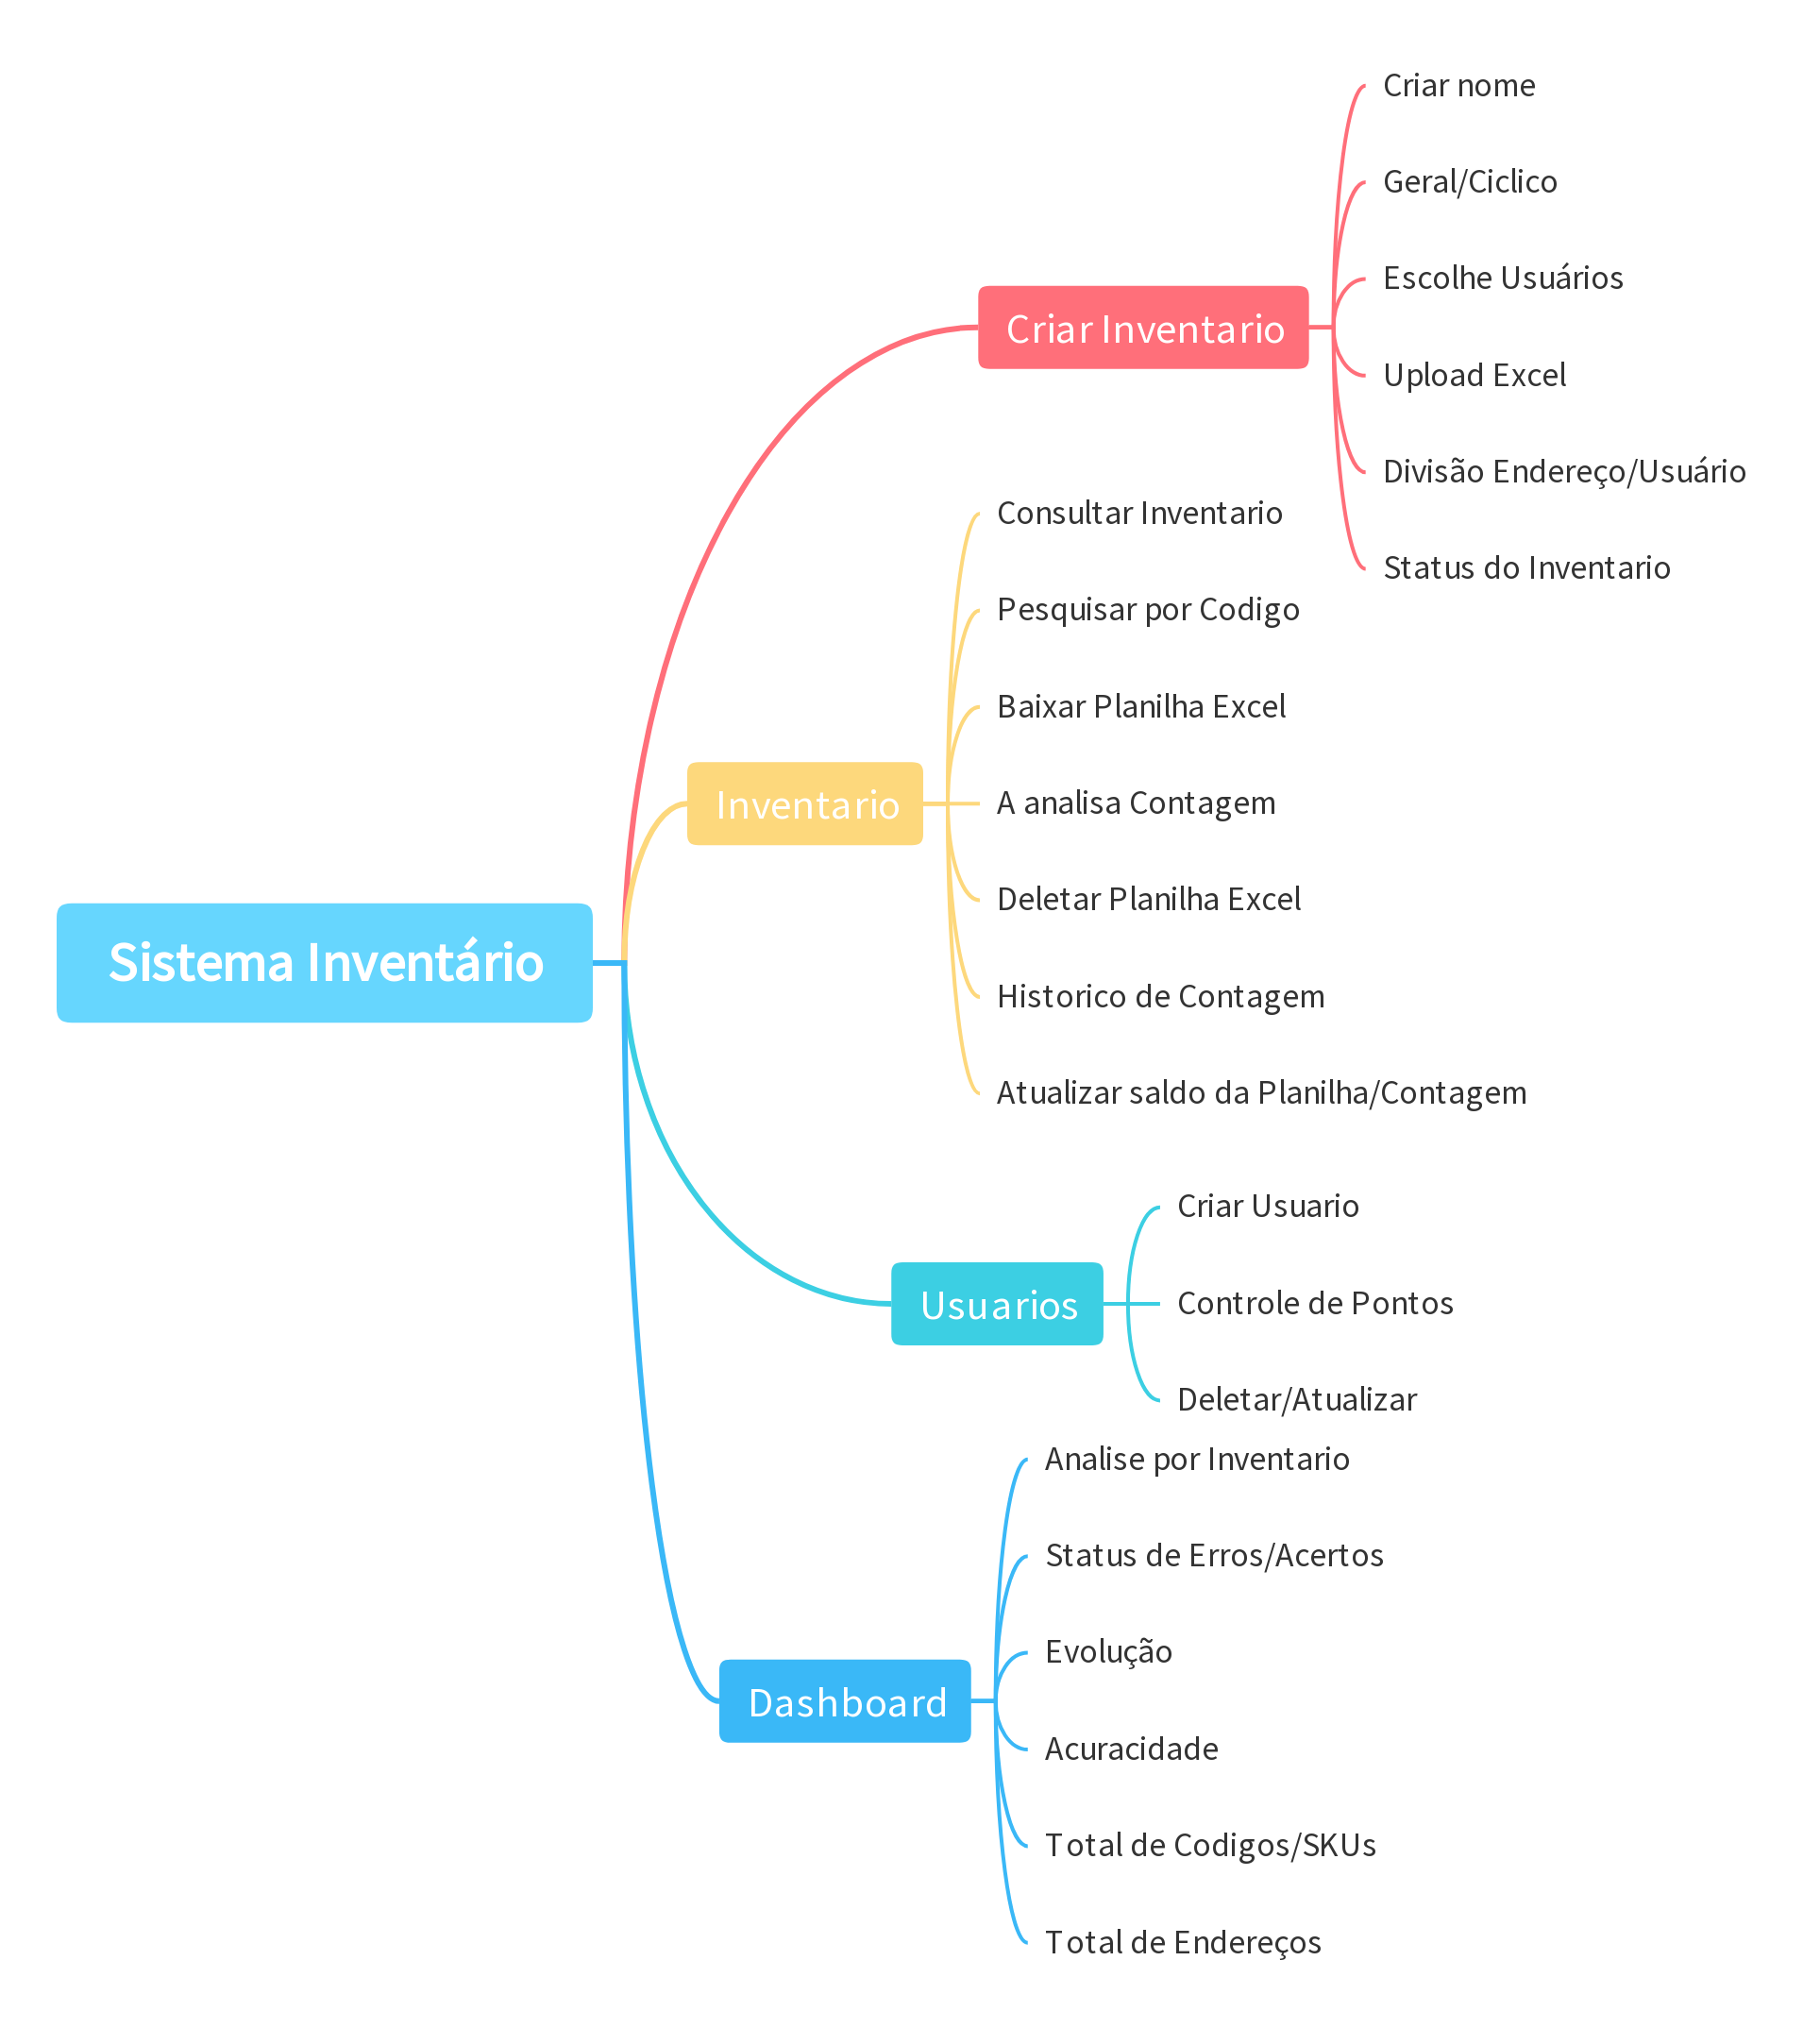 Sistema Inventário
Criar Inventario
Criar nome
Geral/Ciclico
Escolhe Usuários
Upload Excel
Divisão Endereço/Usuário
Status do Inventario
Inventario
Consultar Inventario
Pesquisar por Codigo
Baixar Planilha Excel
A analisa Contagem
Deletar Planilha Excel
Historico de Contagem
Atualizar saldo da Planilha/Contagem
Usuarios
Criar Usuario
Controle de Pontos
Deletar/Atualizar
Dashboard
Analise por Inventario
Status de Erros/Acertos
Evolução
Acuracidade
Total de Codigos/SKUs
Total de Endereços